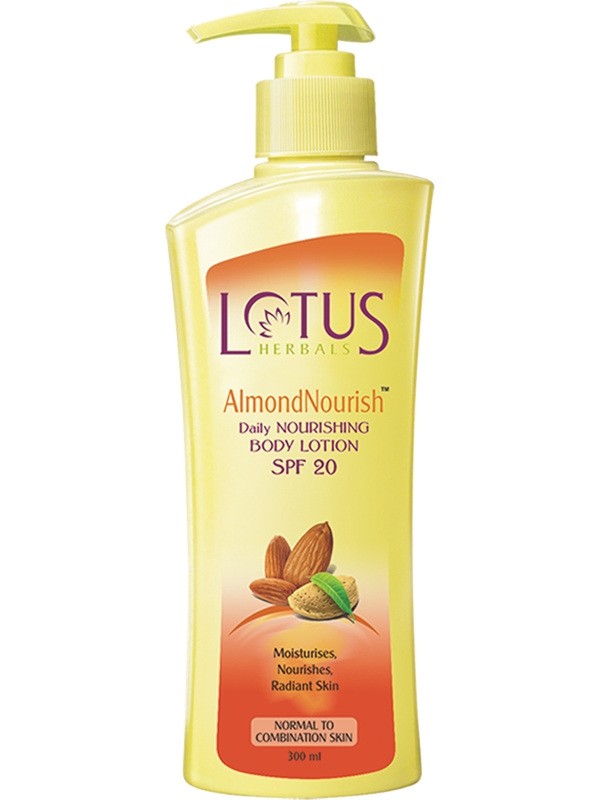 LOTUS
HERBALS
AlmondNourish™
Daily NOURISHING
BODY LOTION
SPF 20
Moisturises,
Nourishes,
Radiant Skin
NORMAL TO
COMBINATION SKIN
300 ml